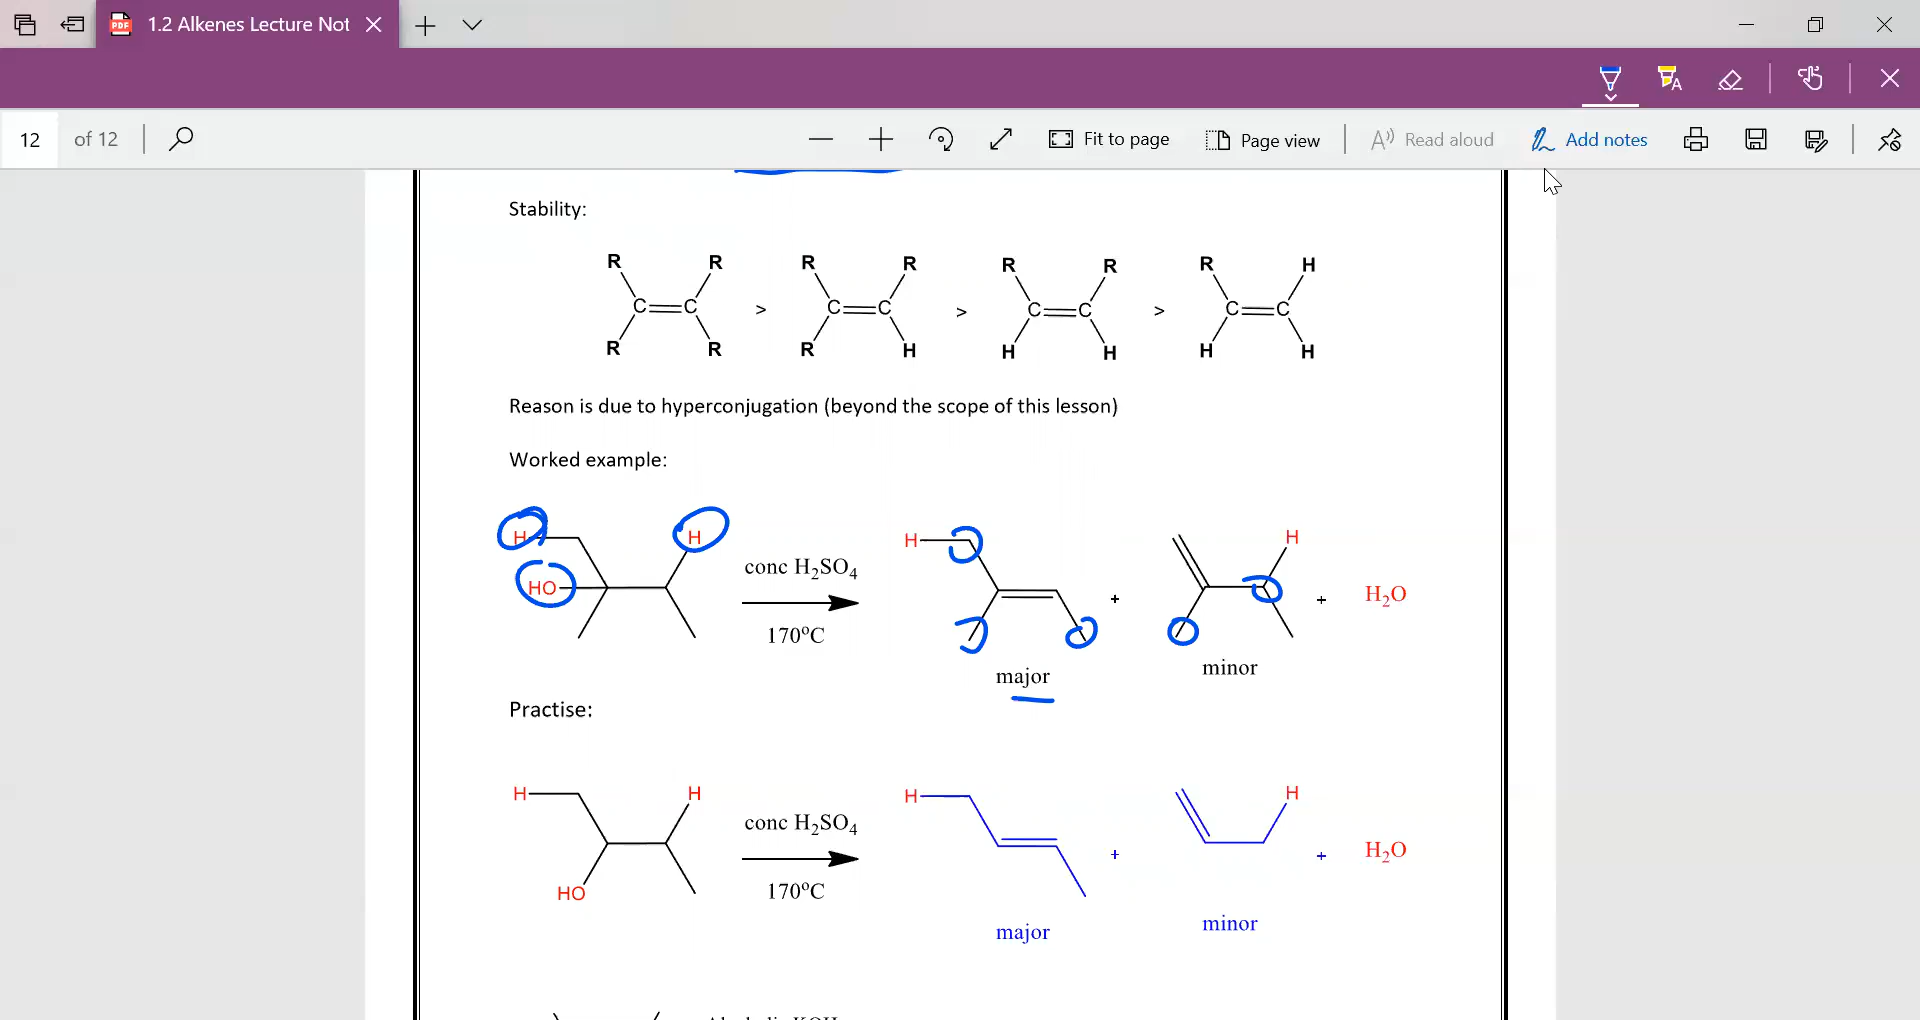 1.2 Alkenes Lecture Not
12 of 12 Fit to page Page view Read aloud Add notes
Stability:
R R R R R R R H
C C > C C > C C > C C
R R R H H H H H
Reason is due to hyperconjugation (beyond the scope of this lesson)
Worked example:
H H conc H₂SO₄ H H
HO 170°C + + H₂O
major minor
Practise:
H H conc H₂SO₄ H H
HO 170°C + + H₂O
major minor